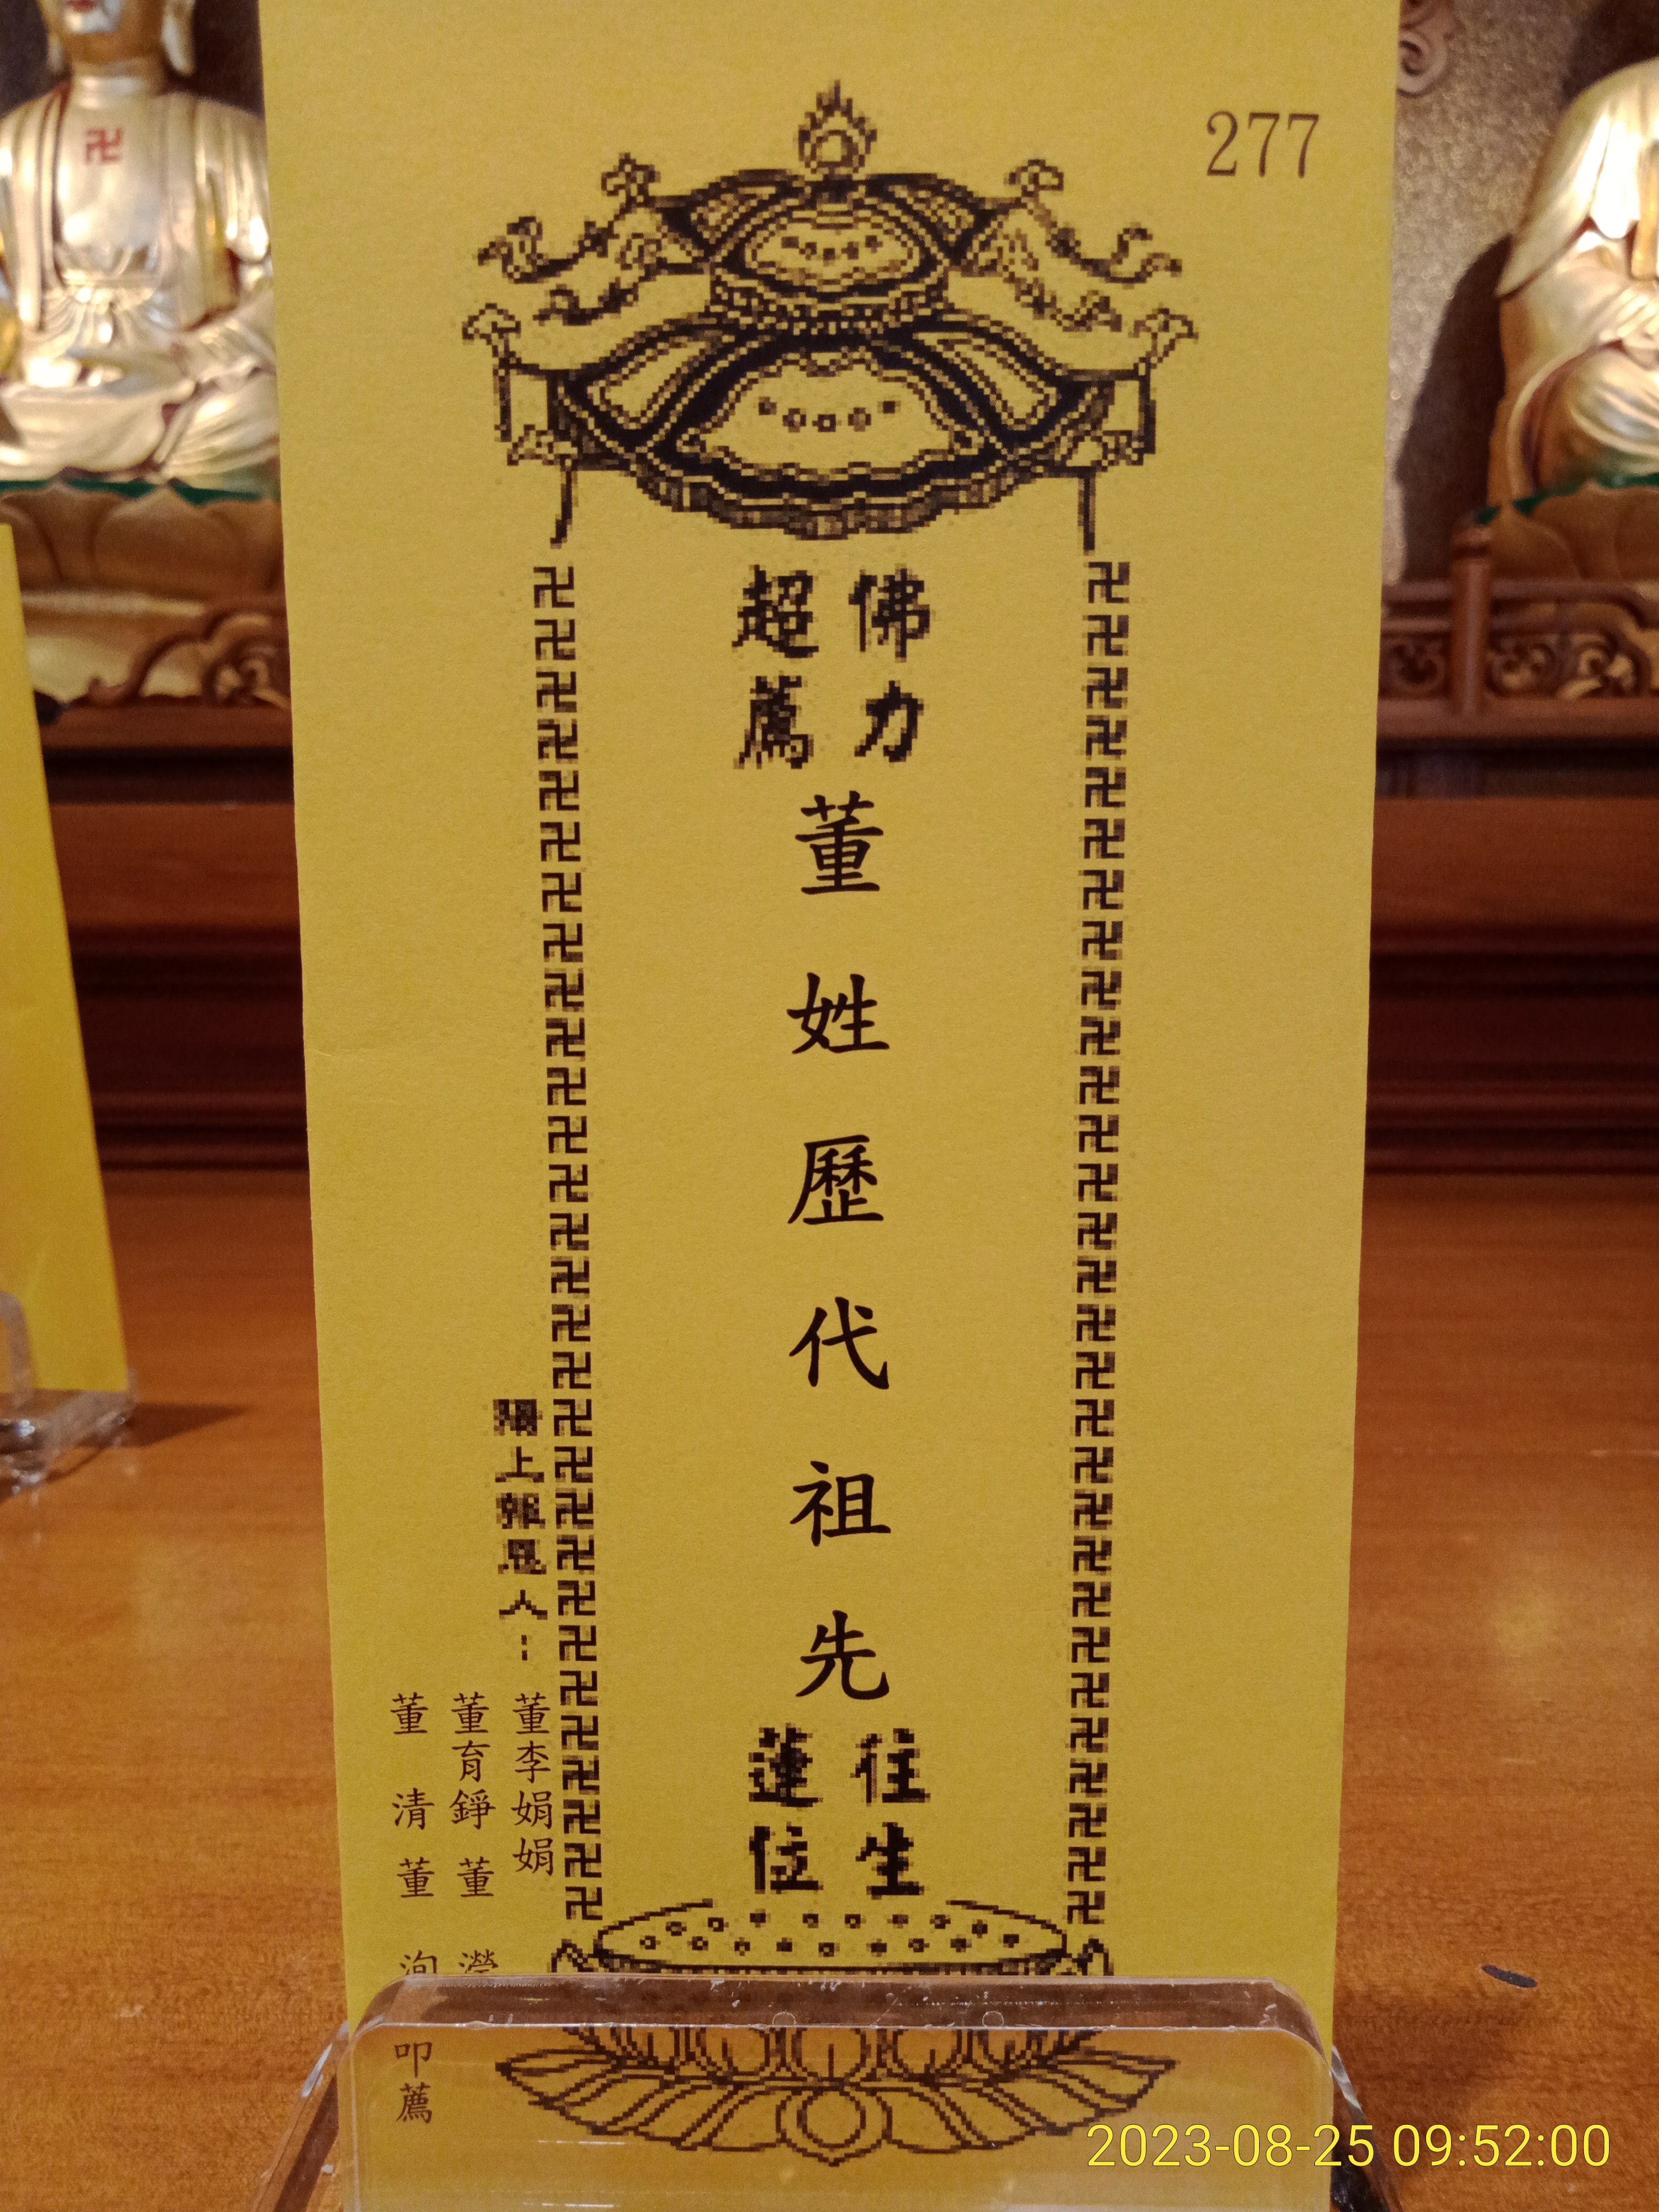 277
佛力
超薦
董姓歷代祖先
往生
蓮位
陽上報恩人：
董李娟娟
董育錚 董瀅
董清 董洵
叩薦
2023-08-25 09:52:00